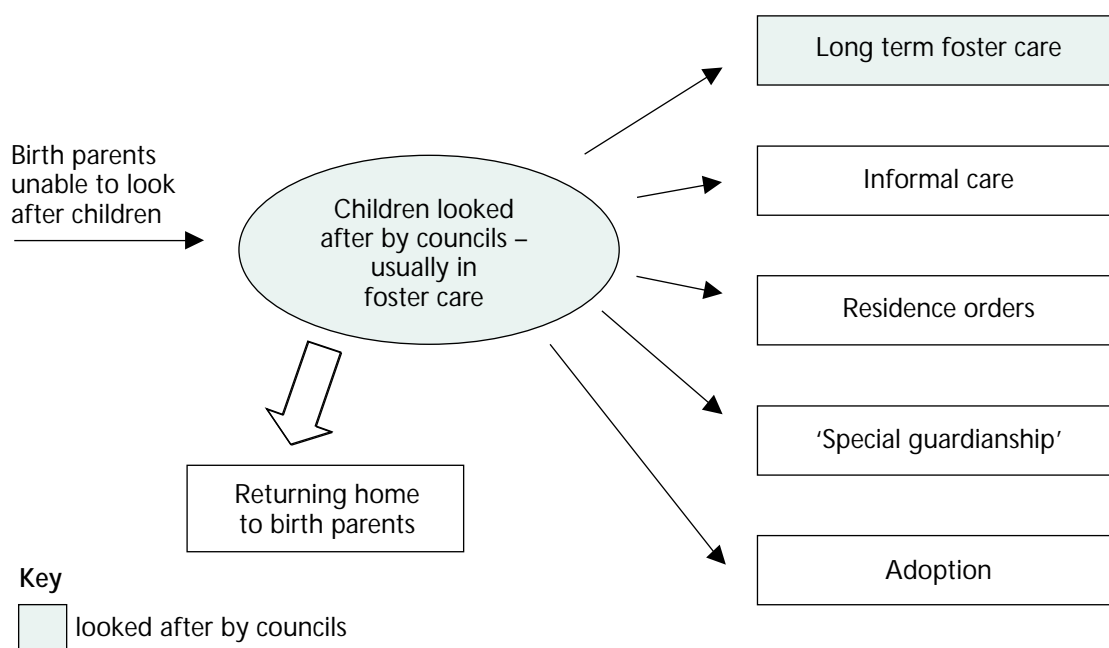 Birth parents
unable to look
after children
Children looked
after by councils –
usually in
foster care
Returning home
to birth parents
Long term foster care
Informal care
Residence orders
‘Special guardianship’
Adoption
Key
looked after by councils